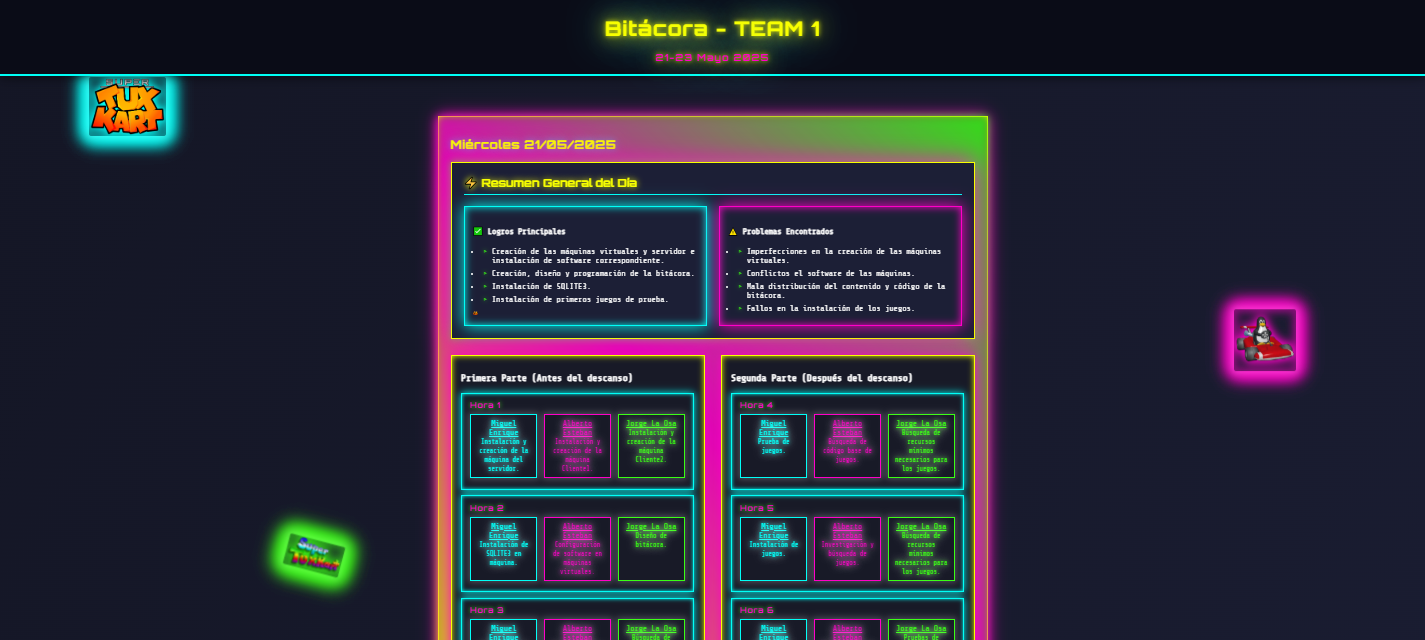 Bitácora - TEAM 1
21-23 Mayo 2025
SUPER
TUX
KART
Miércoles 21/05/2025
Resumen General del Día
Logros Principales
Creación de las máquinas virtuales y servidor e
instalación de software correspondiente.
Creación, diseño y programación de la bitácora.
Instalación de SQLITE3.
Instalación de primeros juegos de prueba.
Problemas Encontrados
Imperfecciones en la creación de las máquinas
virtuales.
Conflictos el software de las máquinas.
Mala distribución del contenido y código de la
bitácora.
Fallos en la instalación de los juegos.
Primera Parte (Antes del descanso)
Hora 1
Miguel
Enrique
Instalación y
creación de la
máquina del
servidor.
Alberto
Esteban
Instalación y
creación de la
máquina
Cliente1.
Jorge La Osa
Instalación y
creación de la
máquina
Cliente2.
Hora 2
Miguel
Enrique
Instalación de
SQLITE3 en
máquina.
Alberto
Esteban
Configuración
de software en
máquinas
virtuales.
Jorge La Osa
Diseño de
bitácora.
Hora 3
Miguel
Enrique
Alberto
Esteban
Jorge La Osa
Búsqueda de
Segunda Parte (Después del descanso)
Hora 4
Miguel
Enrique
Prueba de
juegos.
Alberto
Esteban
Búsqueda de
código base de
juegos.
Jorge La Osa
Búsqueda de
recursos
mínimos
necesarios para
los juegos.
Hora 5
Miguel
Enrique
Instalación de
juegos.
Alberto
Esteban
Investigación y
búsqueda de
juegos.
Jorge La Osa
Búsqueda de
recursos
mínimos
necesarios para
los juegos.
Hora 6
Miguel
Enrique
Alberto
Esteban
Jorge La Osa
Pruebas de
Super